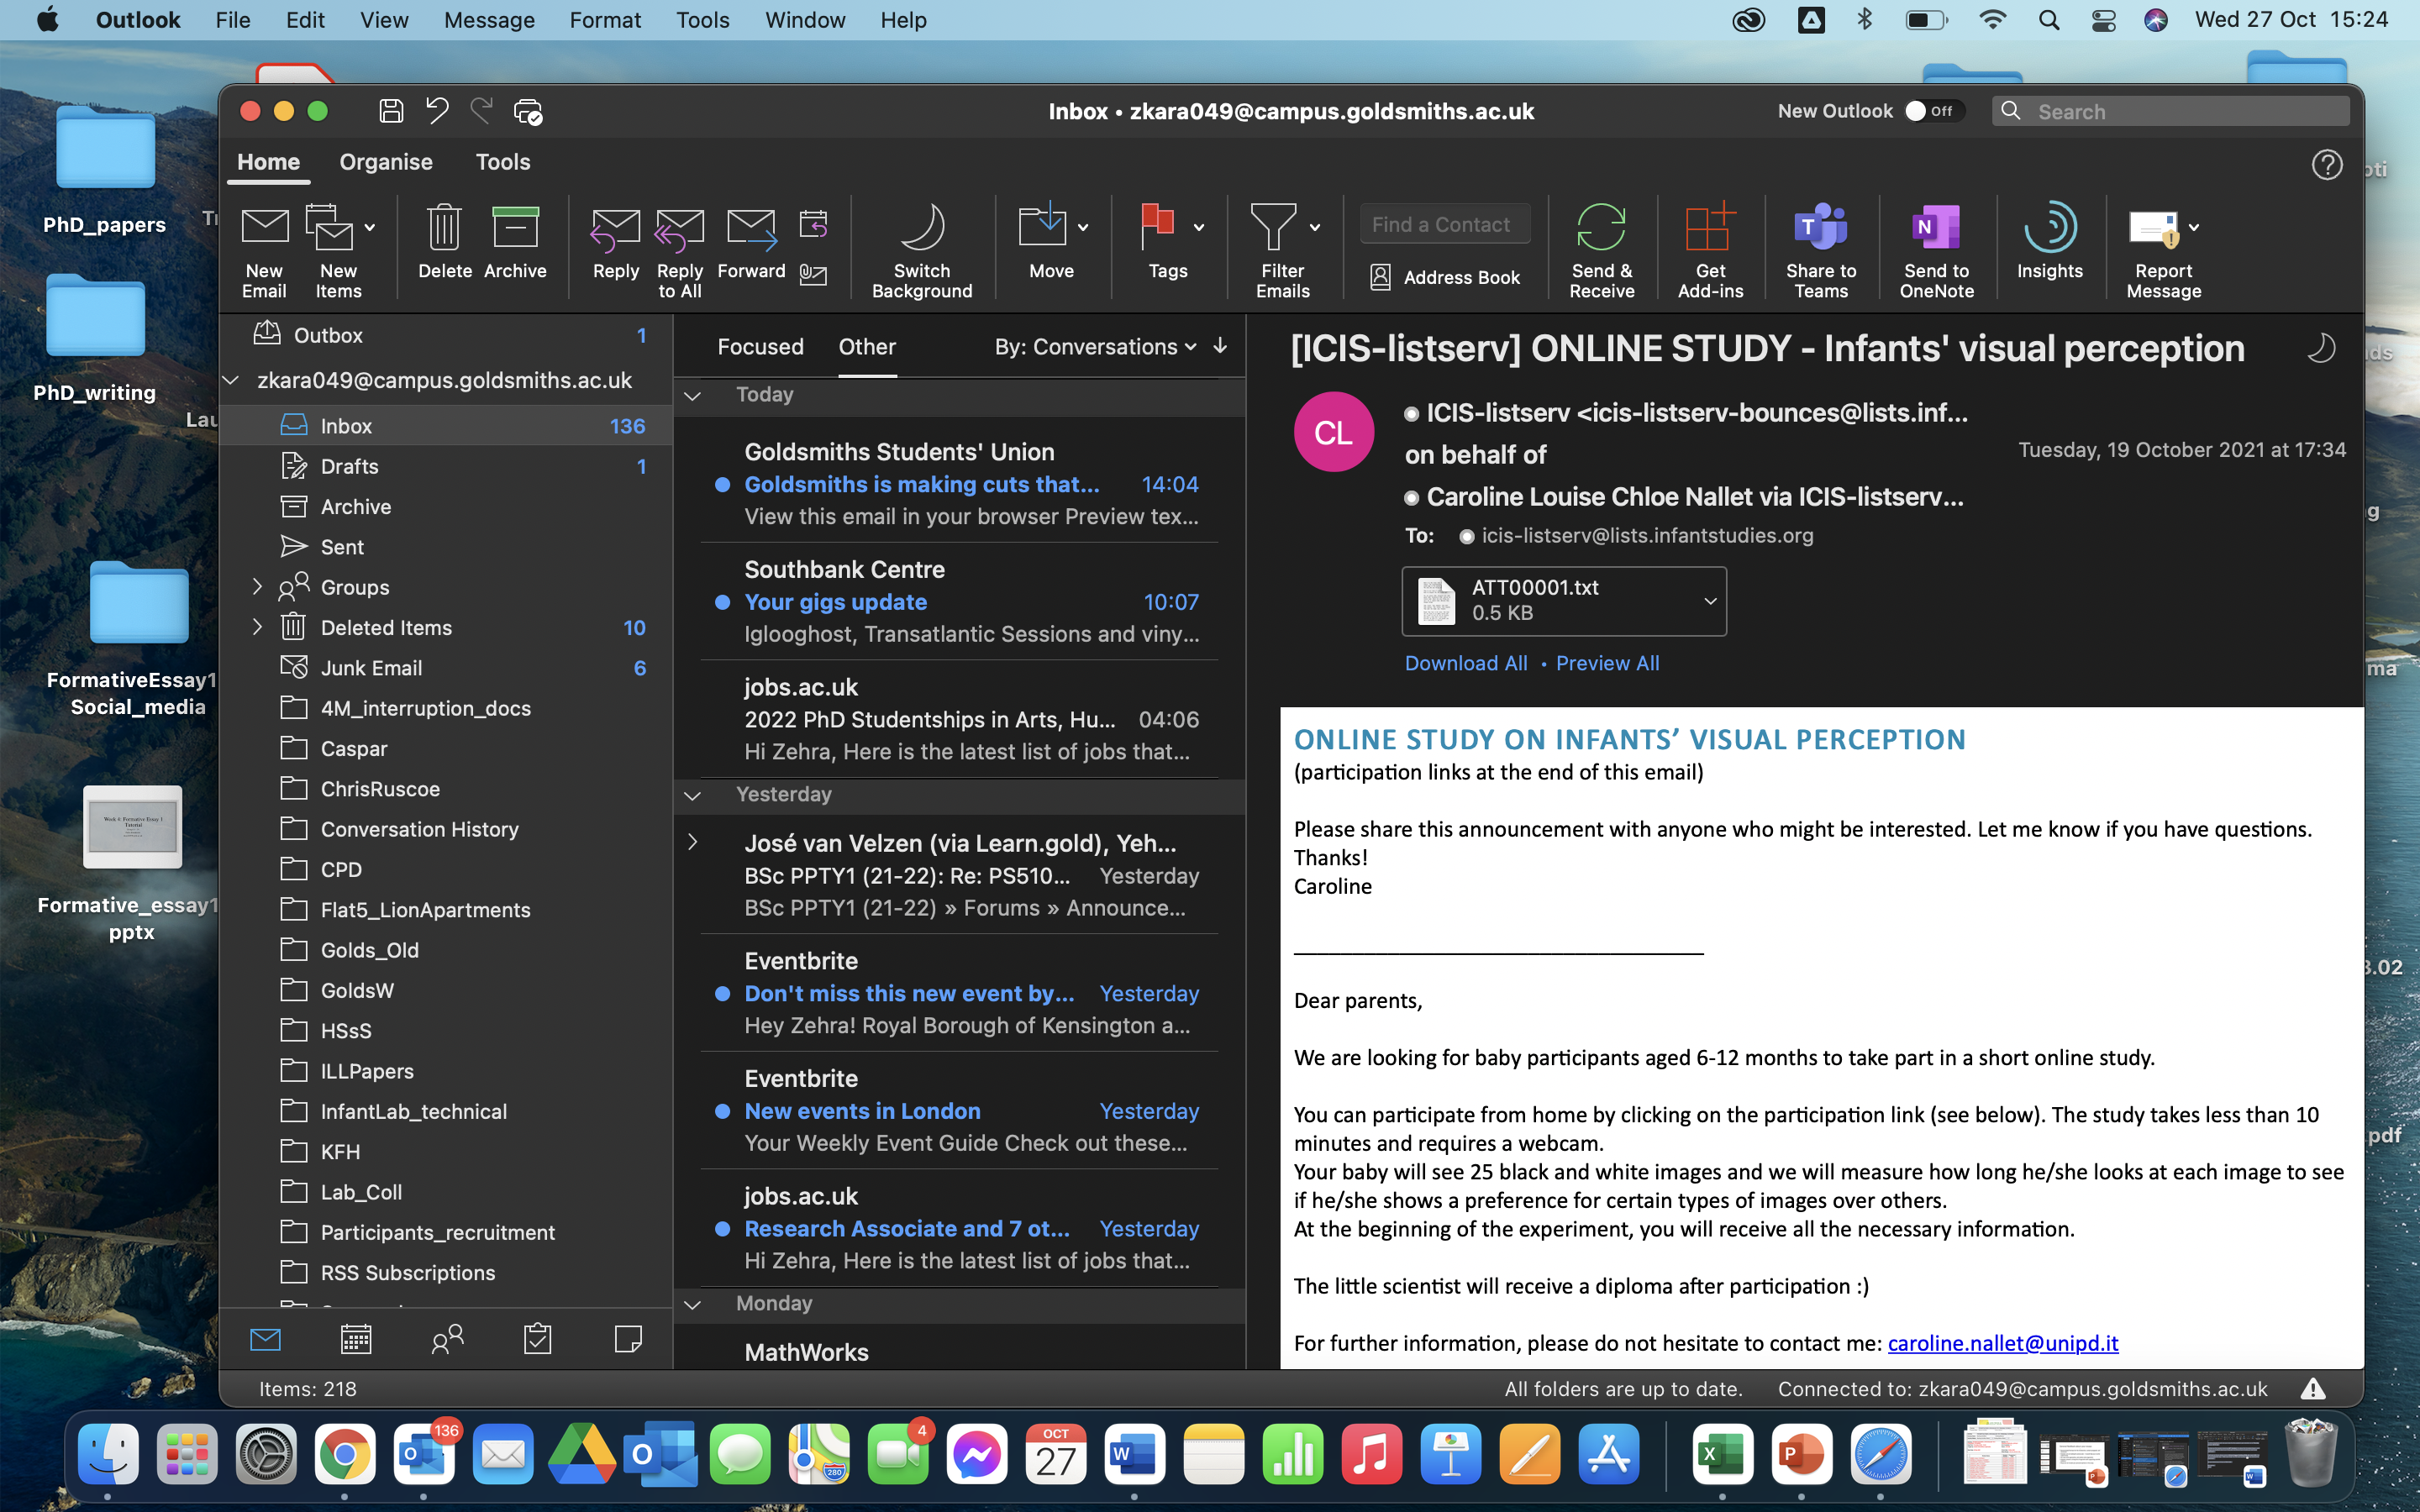 Outlook File Edit View Message Format Tools Window Help
Wed 27 Oct 15:24
PhD_papers
PhD_writing
FormativeEssay1
Social_media
Formative_essay1
pptx
Inbox • zkara049@campus.goldsmiths.ac.uk
New Outlook Off
Search
Home Organise Tools
New Email
New Items
Delete
Archive
Reply
Reply to All
Forward
Switch Background
Move
Tags
Filter Emails
Find a Contact
Address Book
Send & Receive
Get Add-ins
Share to Teams
Send to OneNote
Insights
Report Message
Outbox 1
zkara049@campus.goldsmiths.ac.uk
Inbox 136
Drafts 1
Archive
Sent
Groups
Deleted Items 10
Junk Email 6
4M_interruption_docs
Caspar
ChrisRuscoe
Conversation History
CPD
Flat5_LionApartments
Golds_Old
GoldsW
HSsS
ILLPapers
InfantLab_technical
KFH
Lab_Coll
Participants_recruitment
RSS Subscriptions
Focused Other By: Conversations
Today
Goldsmiths Students' Union
Goldsmiths is making cuts that... 14:04
View this email in your browser Preview tex...
Southbank Centre
Your gigs update 10:07
Iglooghost, Transatlantic Sessions and viny...
jobs.ac.uk
2022 PhD Studentships in Arts, Hu... 04:06
Hi Zehra, Here is the latest list of jobs that...
Yesterday
José van Velzen (via Learn.gold), Yeh...
BSc PPTY1 (21-22): Re: PS510... Yesterday
BSc PPTY1 (21-22) » Forums » Announce...
Eventbrite
Don't miss this new event by... Yesterday
Hey Zehra! Royal Borough of Kensington a...
Eventbrite
New events in London Yesterday
Your Weekly Event Guide Check out these...
jobs.ac.uk
Research Associate and 7 ot... Yesterday
Hi Zehra, Here is the latest list of jobs that...
Monday
MathWorks
[ICIS-listserv] ONLINE STUDY - Infants' visual perception
CL
ICIS-listserv <icis-listserv-bounces@lists.inf...
on behalf of
Caroline Louise Chloe Nallet via ICIS-listserv...
Tuesday, 19 October 2021 at 17:34
To: icis-listserv@lists.infantstudies.org
ATT00001.txt
0.5 KB
Download All • Preview All
ONLINE STUDY ON INFANTS’ VISUAL PERCEPTION
(participation links at the end of this email)
Please share this announcement with anyone who might be interested. Let me know if you have questions.
Thanks!
Caroline
Dear parents,
We are looking for baby participants aged 6-12 months to take part in a short online study.
You can participate from home by clicking on the participation link (see below). The study takes less than 10
minutes and requires a webcam.
Your baby will see 25 black and white images and we will measure how long he/she looks at each image to see
if he/she shows a preference for certain types of images over others.
At the beginning of the experiment, you will receive all the necessary information.
The little scientist will receive a diploma after participation :)
For further information, please do not hesitate to contact me: caroline.nallet@unipd.it
Items: 218
All folders are up to date. Connected to: zkara049@campus.goldsmiths.ac.uk
136
4
OCT
27
280
.pdf